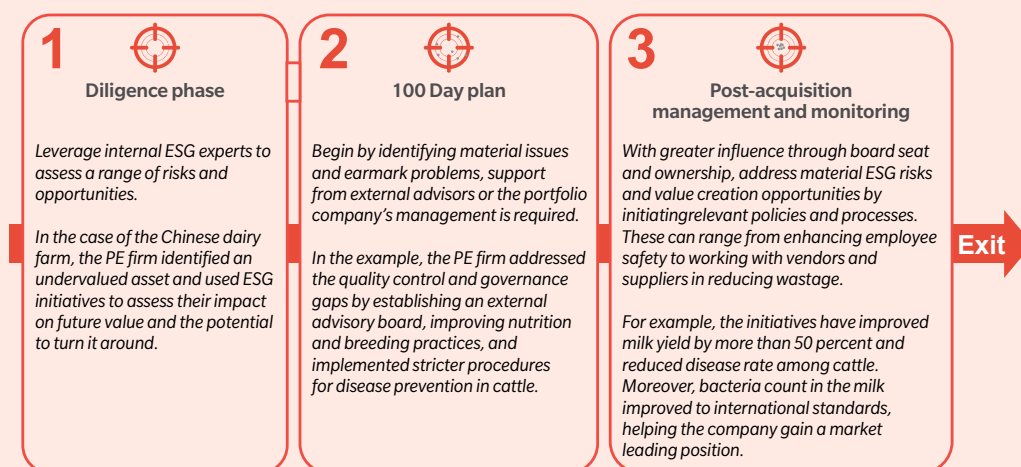 1
Diligence phase
Leverage internal ESG experts to
assess a range of risks and
opportunities.
In the case of the Chinese dairy
farm, the PE firm identified an
undervalued asset and used ESG
initiatives to assess their impact
on future value and the potential
to turn it around.
2
100 Day plan
Begin by identifying material issues
and earmark problems, support
from external advisors or the portfolio
company's management is required.
In the example, the PE firm addressed
the quality control and governance
gaps by establishing an external
advisory board, improving nutrition
and breeding practices, and
implemented stricter procedures
for disease prevention in cattle.
3
Post-acquisition
management and monitoring
With greater influence through board seat
and ownership, address material ESG risks
and value creation opportunities by
initiatingrelevant policies and processes.
These can range from enhancing employee
safety to working with vendors and
suppliers in reducing wastage.
For example, the initiatives have improved
milk yield by more than 50 percent and
reduced disease rate among cattle.
Moreover, bacteria count in the milk
improved to international standards,
helping the company gain a market
leading position.
Exit